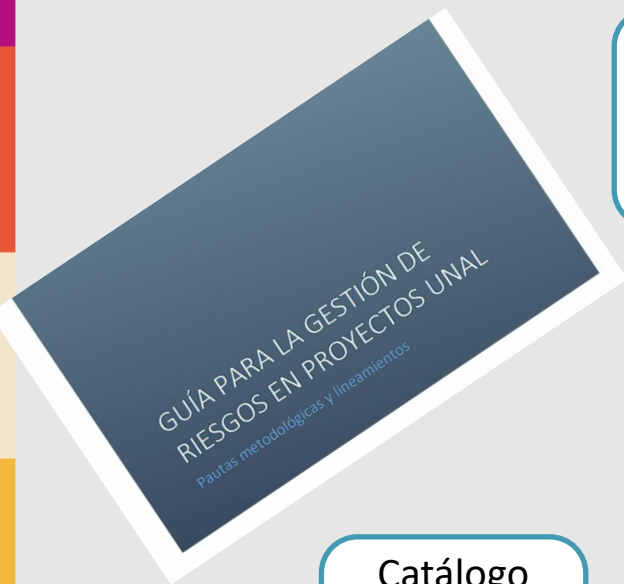 GUÍA PARA LA GESTIÓN DE
RIESGOS EN PROYECTOS UNAL
Pautas metodológicas y lineamientos
Catálogo